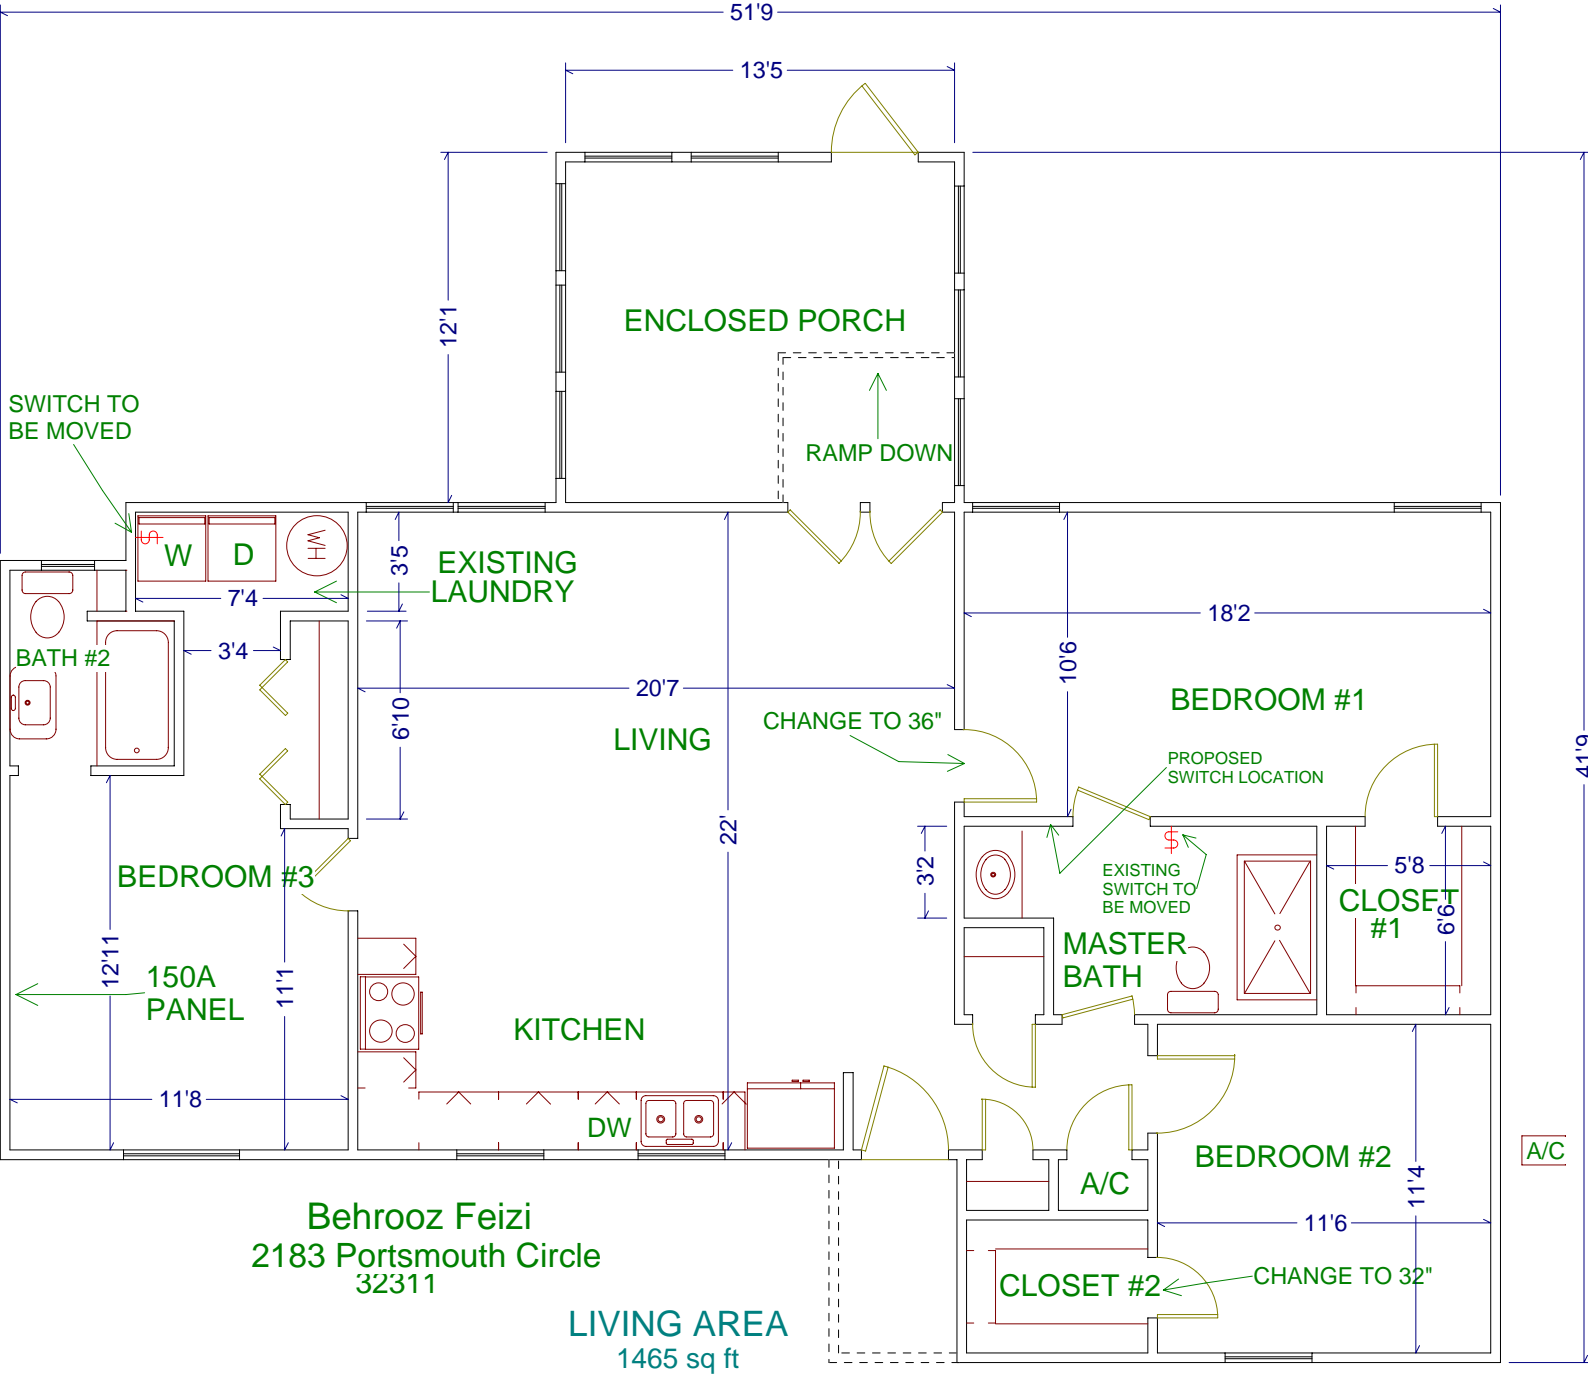 51'9
13'5
12'1
ENCLOSED PORCH
SWITCH TO
BE MOVED
RAMP DOWN
$
W
D
WH
EXISTING
LAUNDRY
3'5
7'4
3'4
BATH #2
6'10
20'7
LIVING
22'
CHANGE TO 36"
18'2
10'6
BEDROOM #1
41'9
PROPOSED
SWITCH LOCATION
$
EXISTING
SWITCH TO
BE MOVED
3'2
5'8
CLOSET
#1
6'6
MASTER
BATH
BEDROOM #3
12'11
11'1
150A
PANEL
11'8
KITCHEN
DW
A/C
BEDROOM #2
11'4
11'6
A/C
CLOSET #2
CHANGE TO 32"
Behrooz Feizi
2183 Portsmouth Circle
32311
LIVING AREA
1465 sq ft